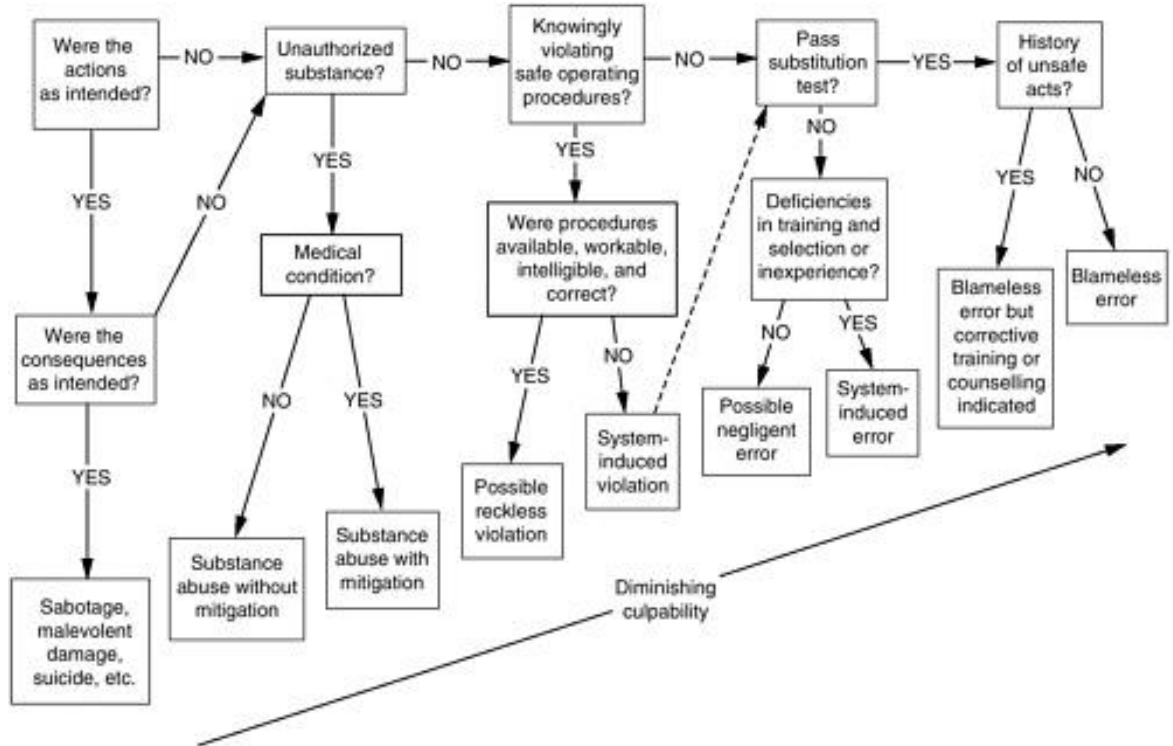 Were the
actions
as intended?
NO
Unauthorized
substance?
NO
Knowingly
violating
safe operating
procedures?
NO
Pass
substitution
test?
YES
History
of unsafe
acts?
YES
NO
YES
YES
NO
YES
NO
Were the
consequences
as intended?
Medical
condition?
Were procedures
available, workable,
intelligible, and
correct?
Deficiencies
in training and
selection or
inexperience?
Blameless
error but
corrective
training or
counselling
indicated
Blameless
error
YES
NO
YES
YES
NO
NO
YES
Sabotage,
malevolent
damage,
suicide, etc.
Substance
abuse without
mitigation
Substance
abuse with
mitigation
Possible
reckless
violation
System-
induced
violation
Possible
negligent
error
System-
induced
error
Diminishing
culpability